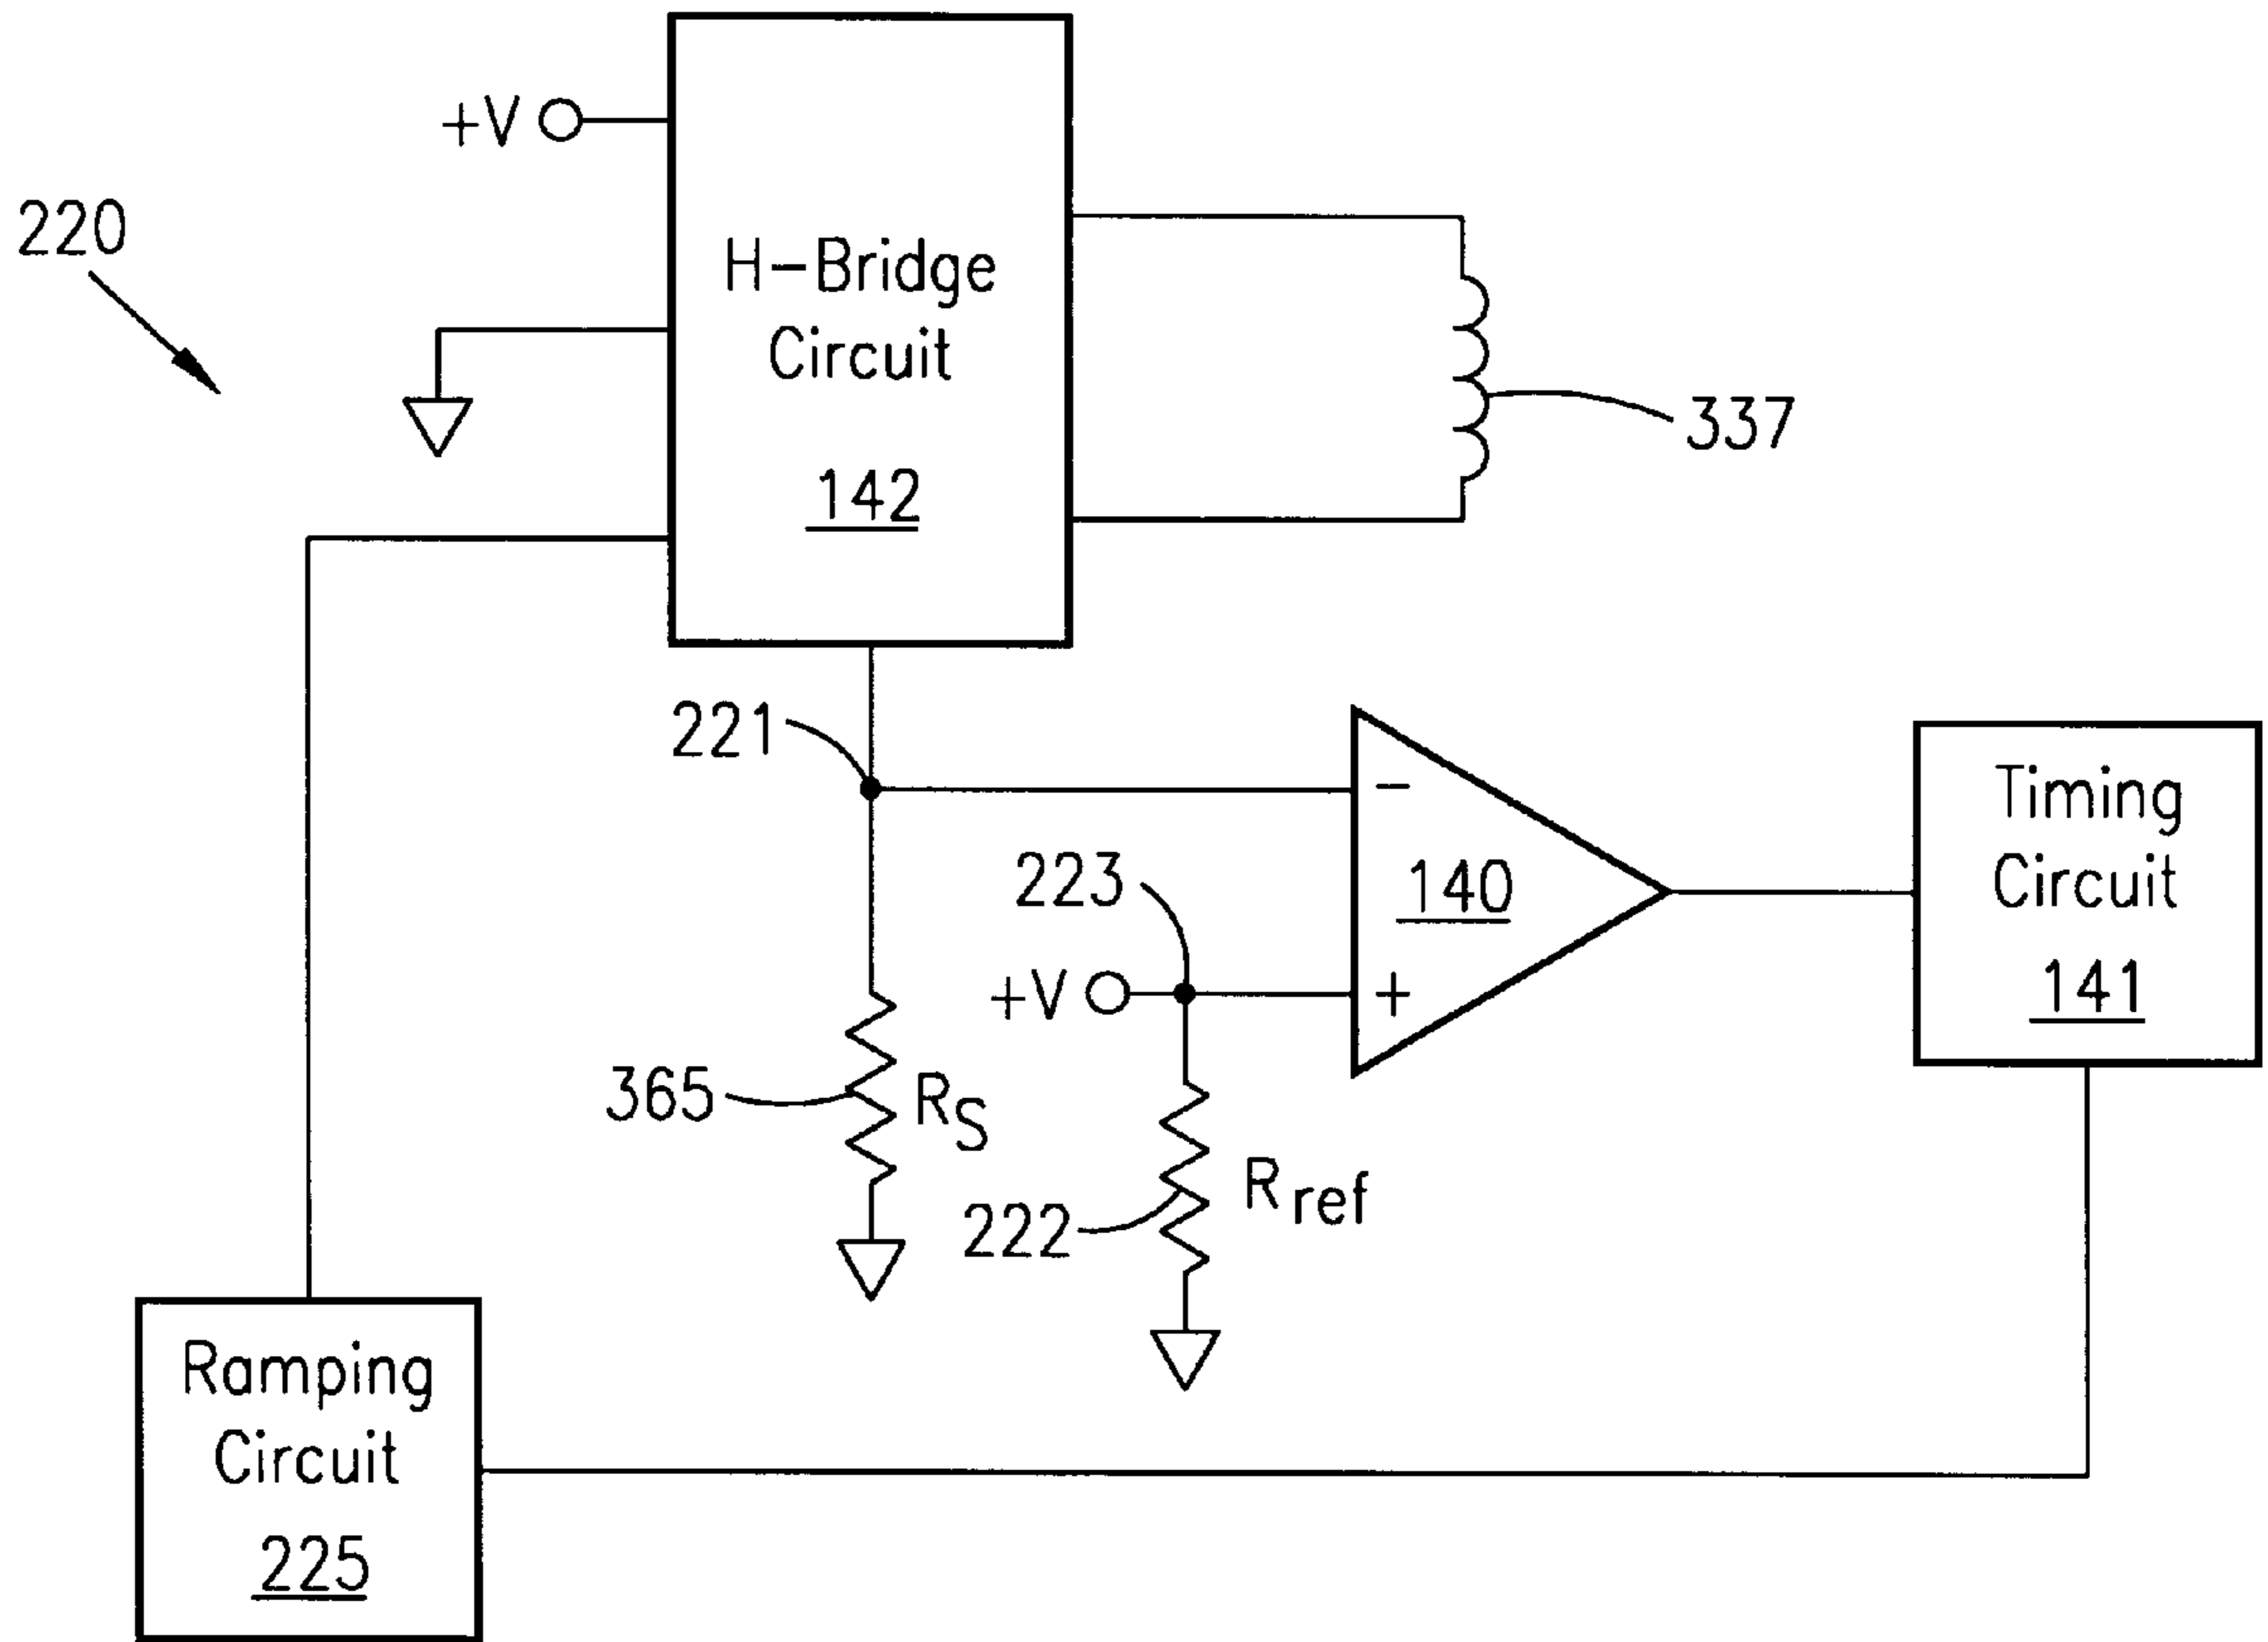 +V
220
H-Bridge
Circuit
142
337
221
-
140
+
223
+V
Timing
Circuit
141
365
RS
222
Rref
Ramping
Circuit
225